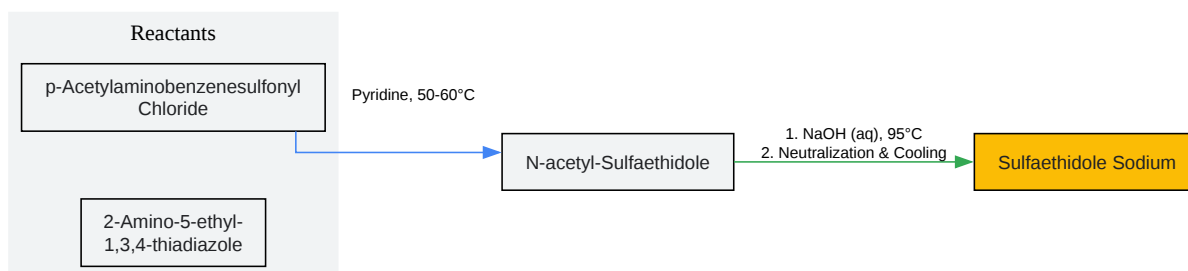 Reactants
p-Acetylaminobenzenesulfonyl
Chloride
Pyridine, 50-60°C
1. NaOH (aq), 95°C
2. Neutralization & Cooling
N-acetyl-Sulfaethidole
Sulfaethidole Sodium
2-Amino-5-ethyl-
1,3,4-thiadiazole